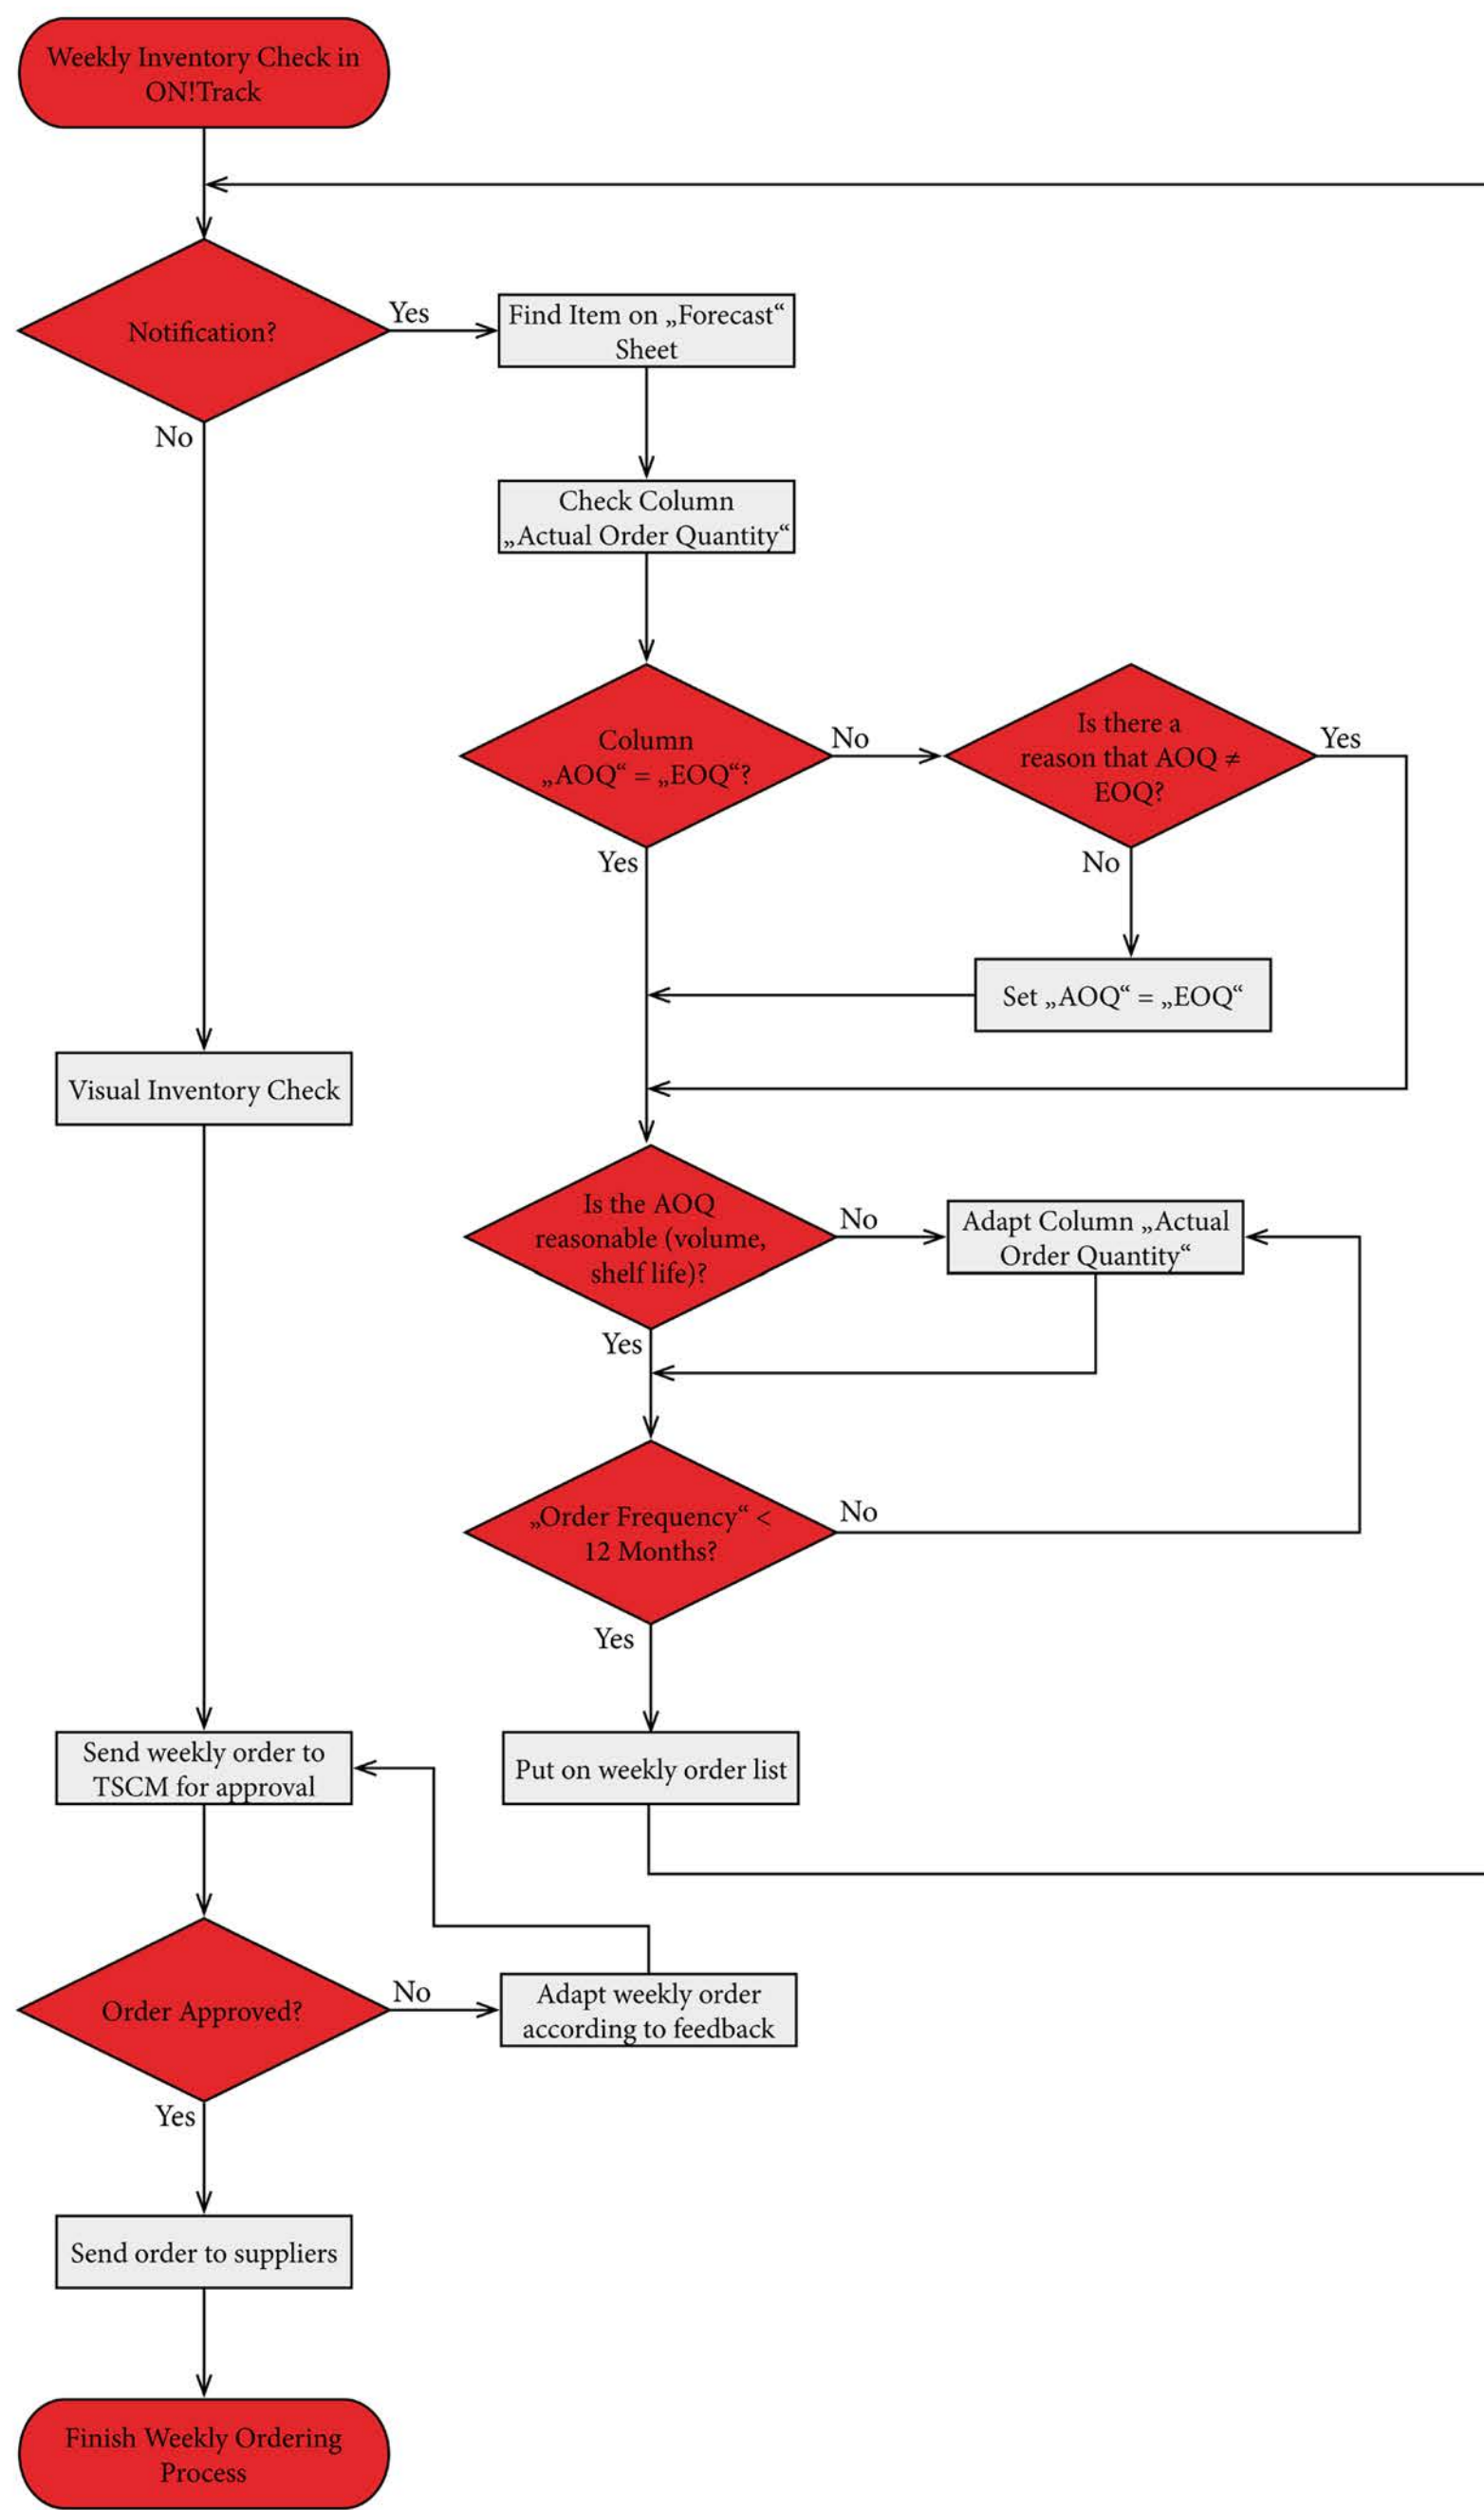 Weekly Inventory Check in
ON!Track
Notification?
Yes
No
Find Item on „Forecast“
Sheet
Check Column
„Actual Order Quantity“
Column
„AOQ“ = „EOQ“?
No
Yes
Is there a
reason that AOQ ≠
EOQ?
Yes
No
Set „AOQ“ = „EOQ“
Visual Inventory Check
Is the AOQ
reasonable (volume,
shelf life)?
No
Yes
Adapt Column „Actual
Order Quantity“
„Order Frequency“ <
12 Months?
No
Yes
Send weekly order to
TSCM for approval
Put on weekly order list
Order Approved?
No
Yes
Adapt weekly order
according to feedback
Send order to suppliers
Finish Weekly Ordering
Process